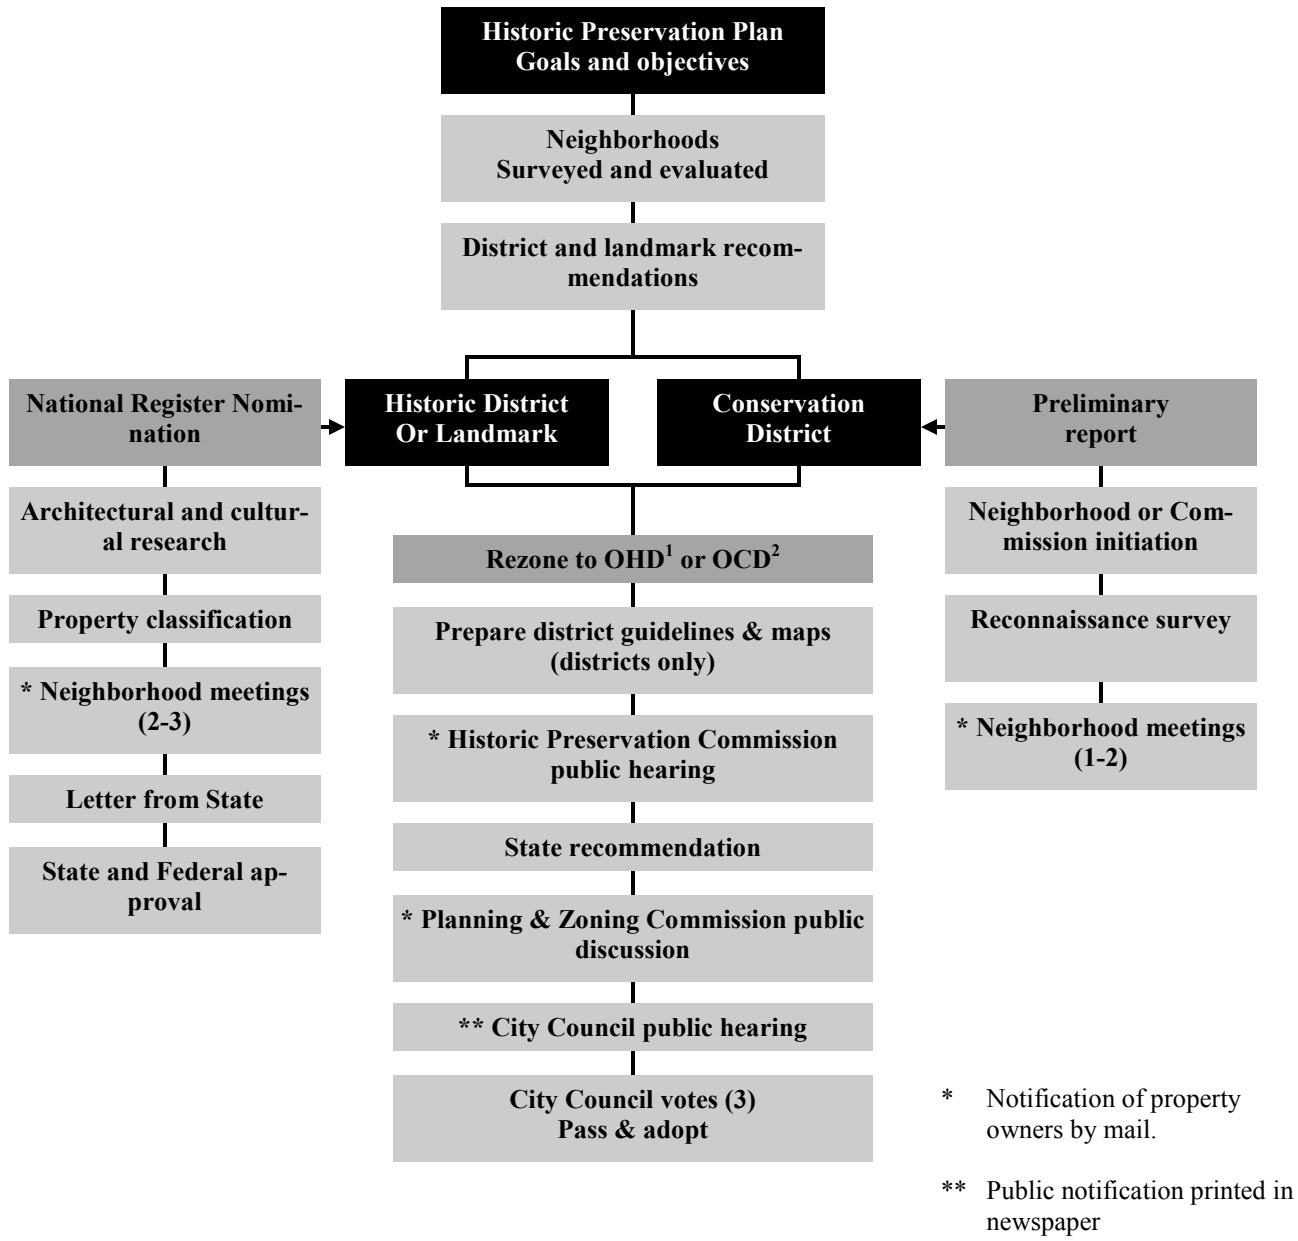 Historic Preservation Plan
Goals and objectives
Neighborhoods
Surveyed and evaluated
District and landmark recom-
mendations
National Register Nomi-
nation
Historic District
Or Landmark
Conservation
District
Preliminary
report
Architectural and cultur-
al research
Property classification
* Neighborhood meetings
(2-3)
Letter from State
State and Federal ap-
proval
Rezone to OHD¹ or OCD²
Prepare district guidelines & maps
(districts only)
* Historic Preservation Commission
public hearing
State recommendation
* Planning & Zoning Commission public
discussion
** City Council public hearing
City Council votes (3)
Pass & adopt
Neighborhood or Com-
mission initiation
Reconnaissance survey
* Neighborhood meetings
(1-2)
* Notification of property
owners by mail.
** Public notification printed in
newspaper